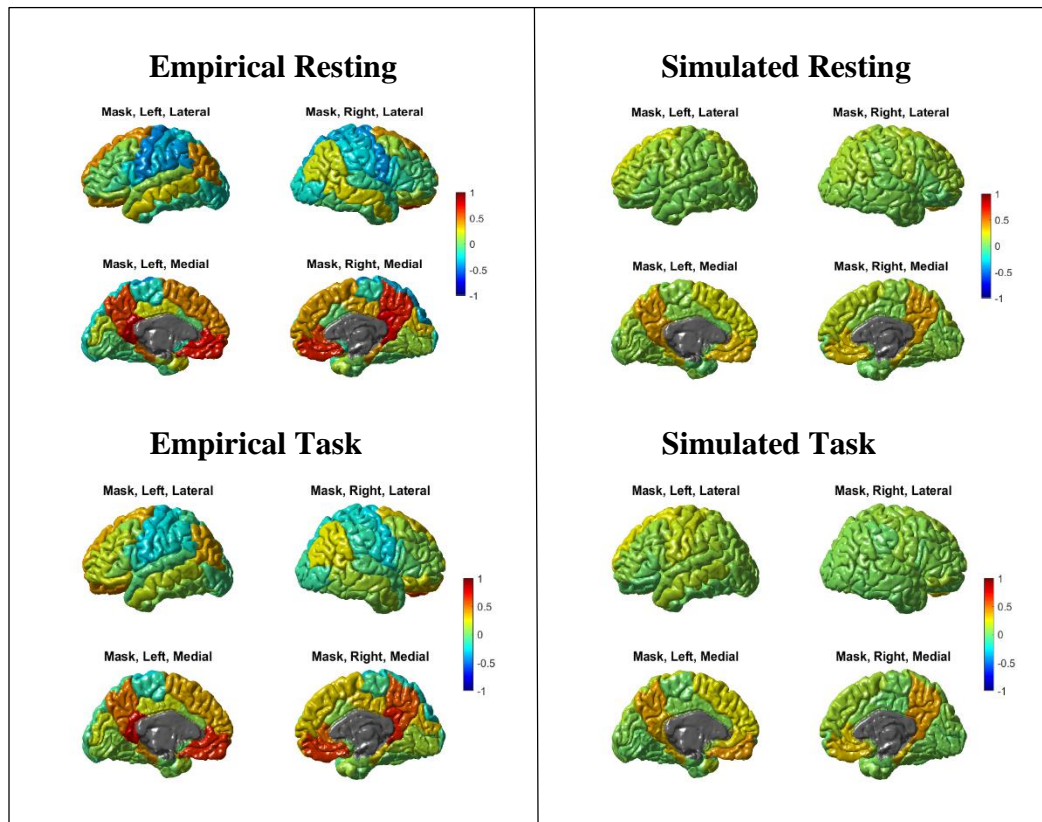 Empirical Resting
Mask, Left, Lateral Mask, Right, Lateral
1
0.5
0
-0.5
-1
Mask, Left, Medial Mask, Right, Medial
Simulated Resting
Mask, Left, Lateral Mask, Right, Lateral
1
0.5
0
-0.5
-1
Mask, Left, Medial Mask, Right, Medial
Empirical Task
Mask, Left, Lateral Mask, Right, Lateral
1
0.5
0
-0.5
-1
Mask, Left, Medial Mask, Right, Medial
Simulated Task
Mask, Left, Lateral Mask, Right, Lateral
1
0.5
0
-0.5
-1
Mask, Left, Medial Mask, Right, Medial